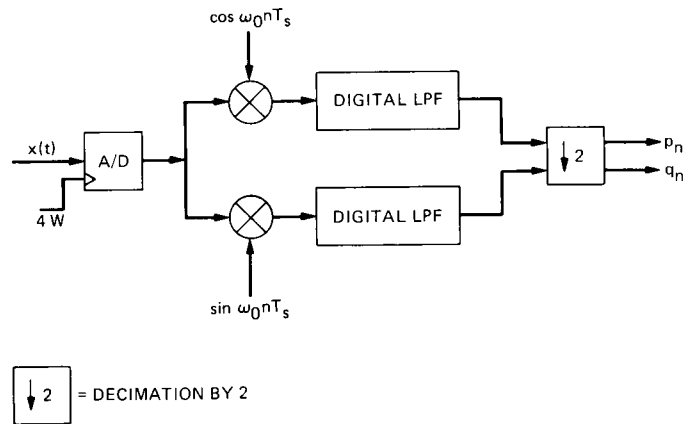 cos ω₀nTₛ
x(t)
A/D
4 W
DIGITAL LPF
DIGITAL LPF
↓ 2
pₙ
qₙ
sin ω₀nTₛ
↓ 2 = DECIMATION BY 2